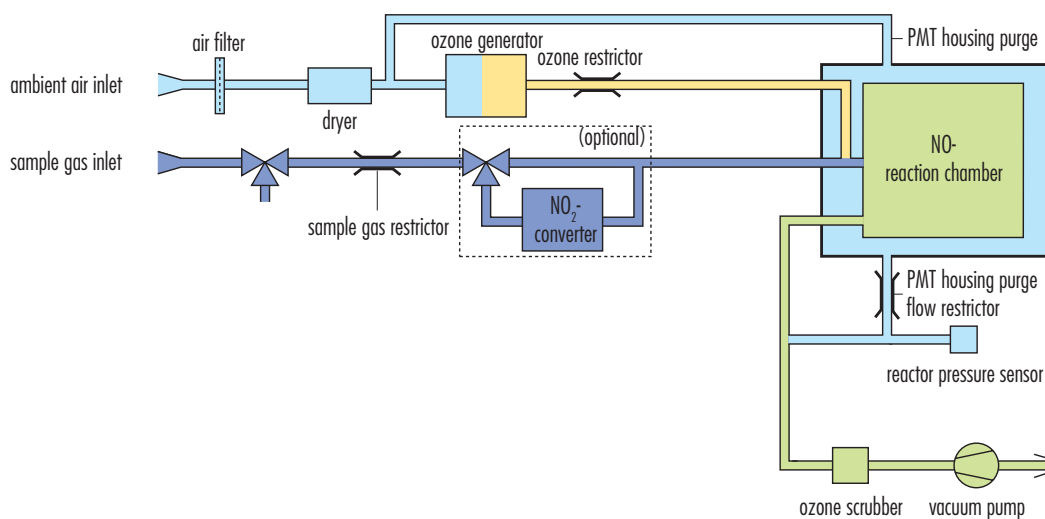 air filter
ozone generator
ozone restrictor
PMT housing purge
ambient air inlet
dryer
(optional)
sample gas inlet
NO-
reaction chamber
sample gas restrictor
NO₂-
converter
PMT housing purge
flow restrictor
reactor pressure sensor
ozone scrubber
vacuum pump